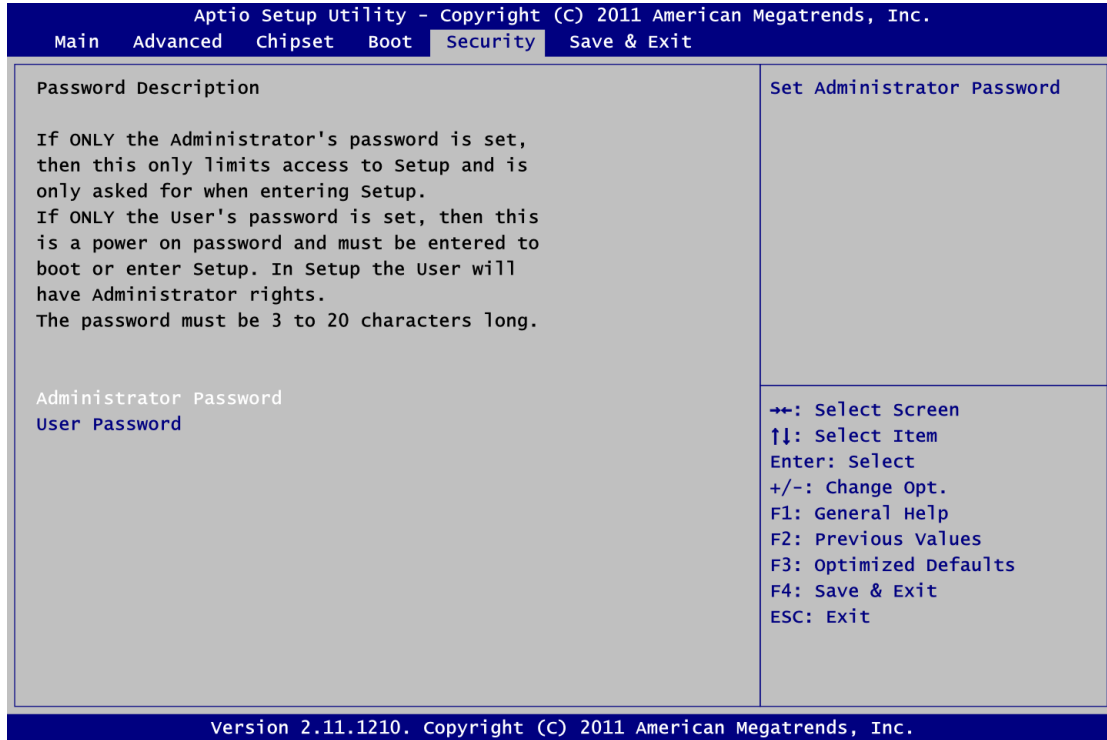 Aptio Setup Utility - Copyright (C) 2011 American Megatrends, Inc.
Main Advanced Chipset Boot Security Save & Exit
Password Description
If ONLY the Administrator's password is set,
then this only limits access to Setup and is
only asked for when entering Setup.
If ONLY the User's password is set, then this
is a power on password and must be entered to
boot or enter Setup. In Setup the User will
have Administrator rights.
The password must be 3 to 20 characters long.
Administrator Password
User Password
Set Administrator Password
→←: Select Screen
↑↓: Select Item
Enter: Select
+/-: Change Opt.
F1: General Help
F2: Previous Values
F3: Optimized Defaults
F4: Save & Exit
ESC: Exit
Version 2.11.1210. Copyright (C) 2011 American Megatrends, Inc.